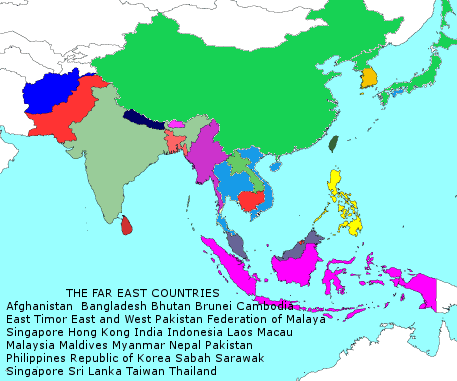 THE FAR EAST COUNTRIES
Afghanistan Bangladesh Bhutan Brunei Cambodia
East Timor East and West Pakistan Federation of Malaya
Singapore Hong Kong India Indonesia Laos Macau
Malaysia Maldives Myanmar Nepal Pakistan
Philippines Republic of Korea Sabah Sarawak
Singapore Sri Lanka Taiwan Thailand